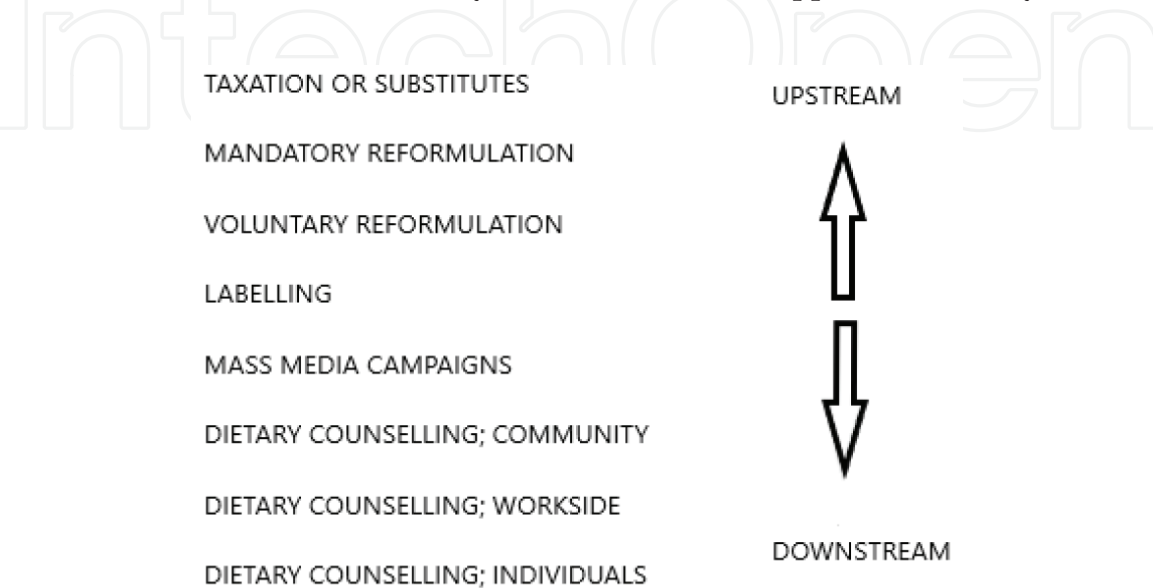 IntechOpen
TAXATION OR SUBSTITUTES
UPSTREAM
MANDATORY REFORMULATION
VOLUNTARY REFORMULATION
LABELLING
MASS MEDIA CAMPAIGNS
DIETARY COUNSELLING; COMMUNITY
DIETARY COUNSELLING; WORKSIDE
DOWNSTREAM
DIETARY COUNSELLING; INDIVIDUALS